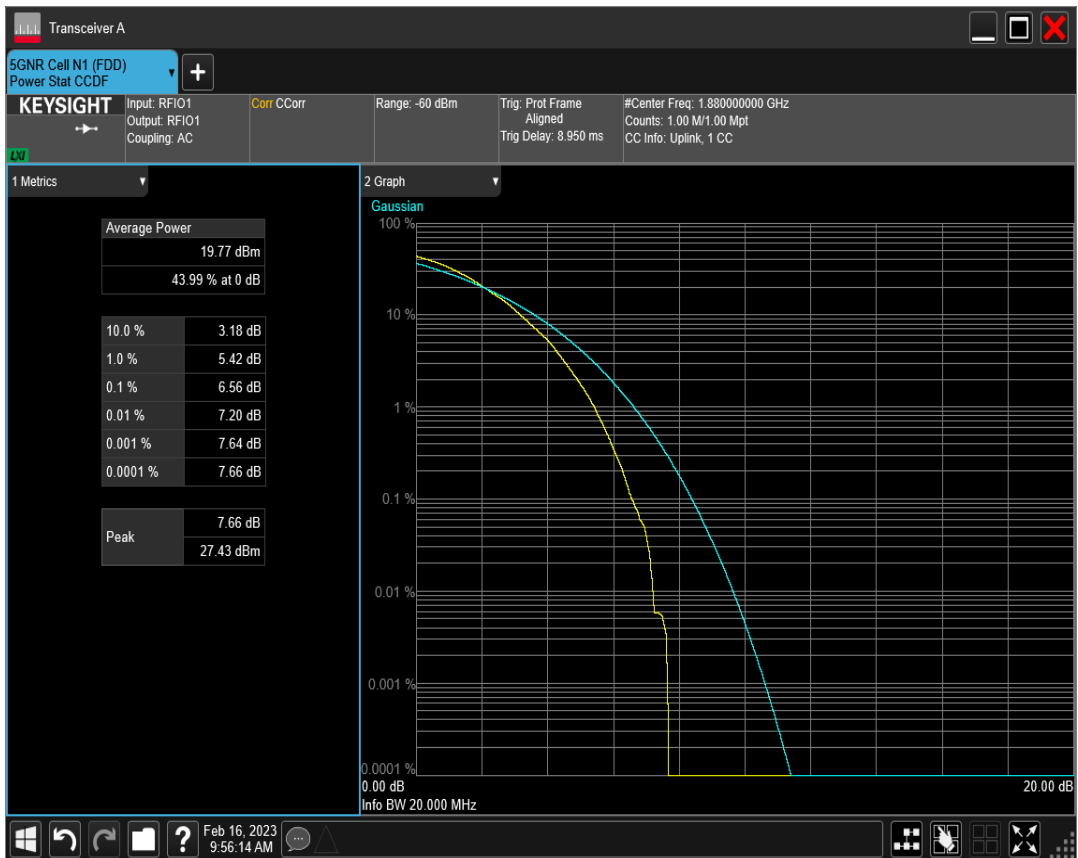 Transceiver A
5GNR Cell N1 (FDD)
Power Stat CCDF
+
KEYSIGHT
LXI
Input: RFIO1
Output: RFIO1
Coupling: AC
Corr CCorr
Range: -60 dBm
Trig: Prot Frame
Aligned
Trig Delay: 8.950 ms
#Center Freq: 1.880000000 GHz
Counts: 1.00 M/1.00 Mpt
CC Info: Uplink, 1 CC
1 Metrics
Average Power
19.77 dBm
43.99 % at 0 dB
10.0 % 3.18 dB
1.0 % 5.42 dB
0.1 % 6.56 dB
0.01 % 7.20 dB
0.001 % 7.64 dB
0.0001 % 7.66 dB
Peak
7.66 dB
27.43 dBm
2 Graph
Gaussian
100 %
10 %
1 %
0.1 %
0.01 %
0.001 %
0.0001 %
0.00 dB 20.00 dB
Info BW 20.000 MHz
?
Feb 16, 2023
9:56:14 AM